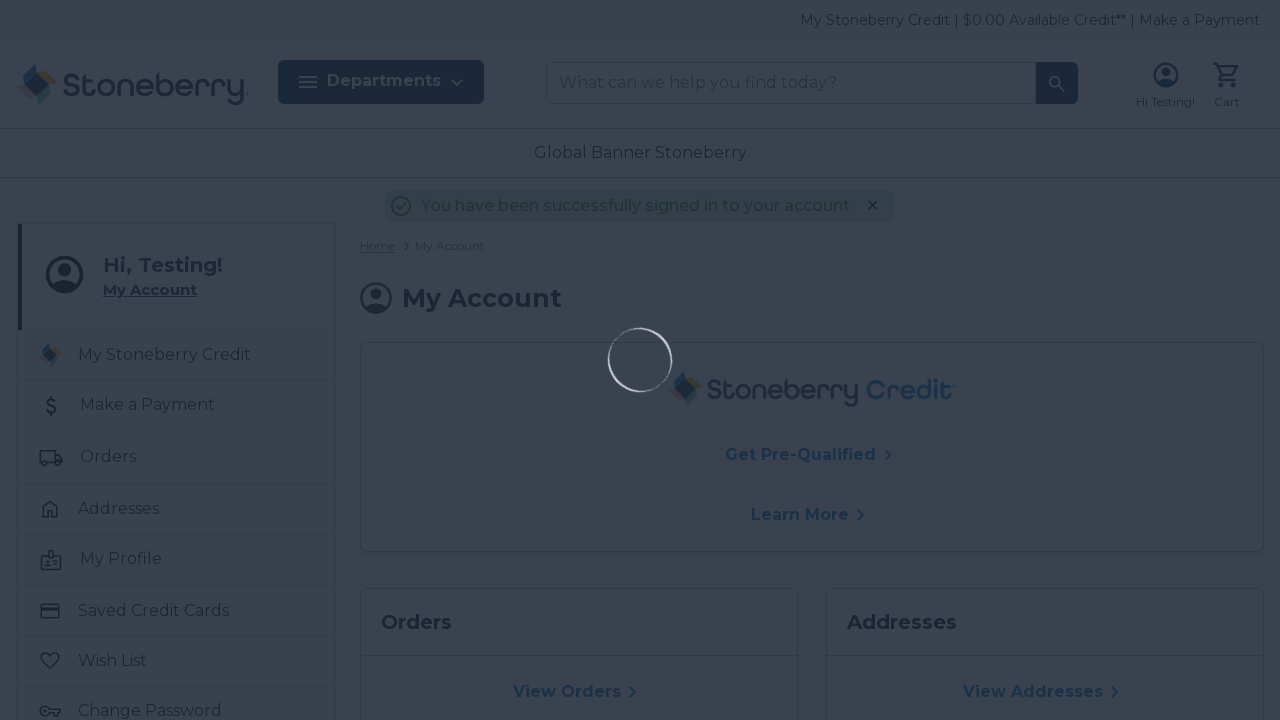 My Stoneberry Credit | $0.00 Available Credit** | Make a Payment
Stoneberry
Departments
What can we help you find today?
Hi Testing!
Cart
Global Banner Stoneberry
You have been successfully signed in to your account
Hi, Testing!
My Account
My Stoneberry Credit
Make a Payment
Orders
Addresses
My Profile
Saved Credit Cards
Wish List
Change Password
Home > My Account
My Account
Stoneberry Credit
Get Pre-Qualified
Learn More
Orders
View Orders
Addresses
View Addresses